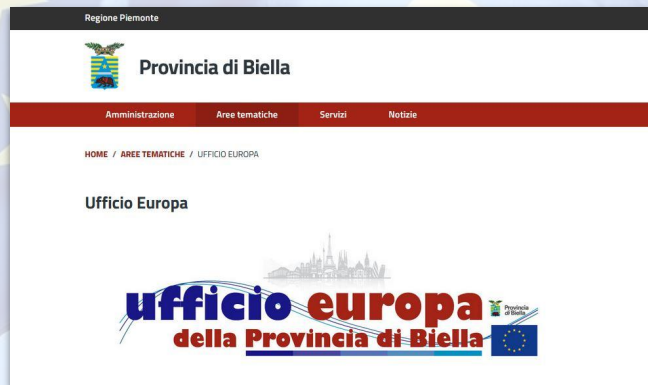 Regione Piemonte
Provincia di Biella
Amministrazione Aree tematiche Servizi Notizie
HOME / AREE TEMATICHE / UFFICIO EUROPA
Ufficio Europa
ufficio europa
Provincia di Biella
della Provincia di Biella